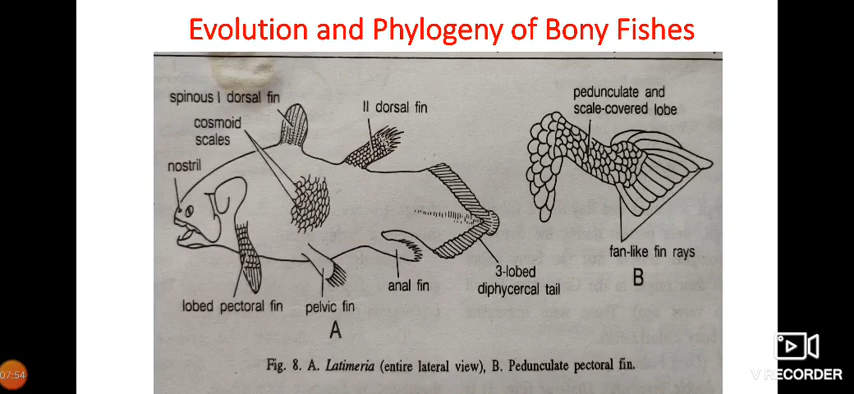 Evolution and Phylogeny of Bony Fishes
spinous I dorsal fin
cosmoid
scales
nostril
II dorsal fin
lobed pectoral fin
pelvic fin
anal fin
3-lobed
diphycercal tail
A
pedunculate and
scale-covered lobe
fan-like fin rays
B
Fig. 8. A. Latimeria (entire lateral view), B. Pedunculate pectoral fin.
07:54
V RECORDER